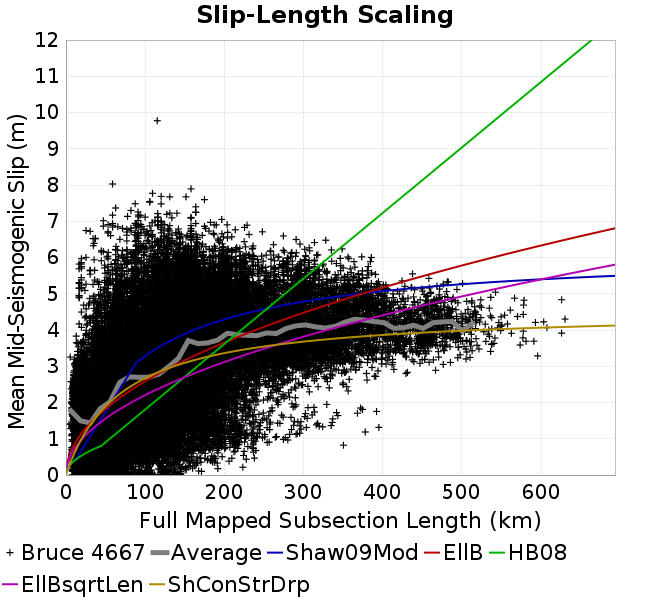 Slip-Length Scaling
12
11
10
9
8
7
6
5
4
3
2
1
0
Mean Mid-Seismogenic Slip (m)
0 100 200 300 400 500 600
Full Mapped Subsection Length (km)
Bruce 4667 Average Shaw09Mod EllB HB08
EllBsqrtLen ShConStrDrp